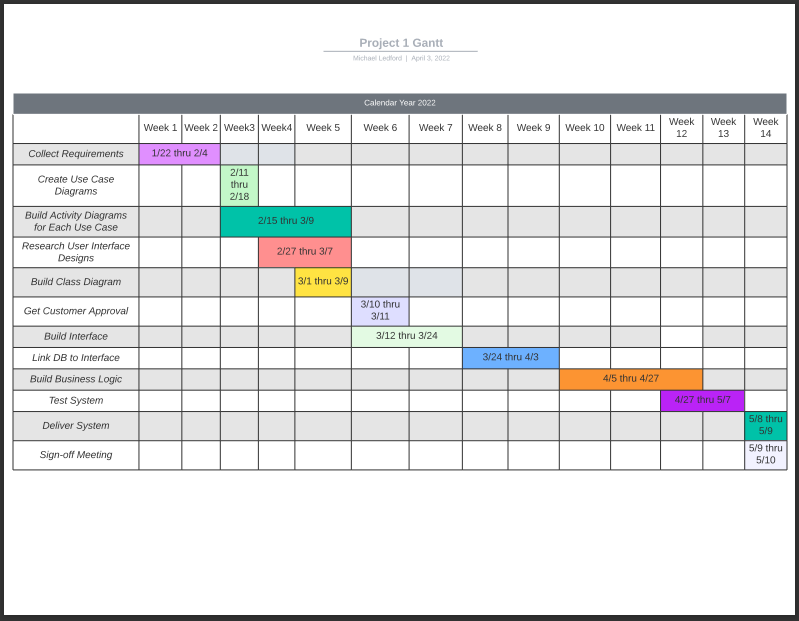 Project 1 Gantt
Michael Ledford | April 3, 2022
Calendar Year 2022
Week 1 Week 2 Week3 Week4 Week 5 Week 6 Week 7 Week 8 Week 9 Week 10 Week 11 Week 12 Week 13 Week 14
Collect Requirements 1/22 thru 2/4
Create Use Case
Diagrams
2/11
thru
2/18
Build Activity Diagrams
for Each Use Case
2/15 thru 3/9
Research User Interface
Designs
2/27 thru 3/7
Build Class Diagram 3/1 thru 3/9
Get Customer Approval
3/10 thru
3/11
Build Interface 3/12 thru 3/24
Link DB to Interface 3/24 thru 4/3
Build Business Logic 4/5 thru 4/27
Test System 4/27 thru 5/7
Deliver System
5/8 thru
5/9
Sign-off Meeting
5/9 thru
5/10